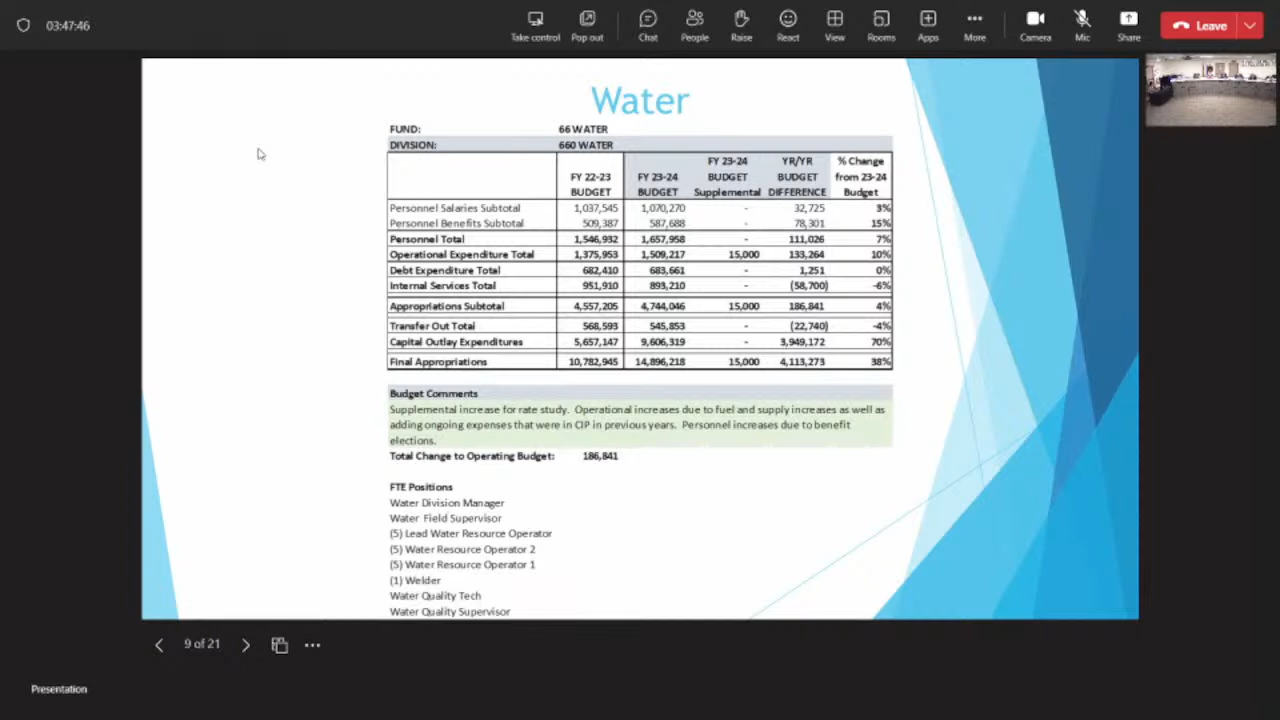 03:47:46
Take control Pop out Chat People Raise React View Rooms Apps More Camera Mic Share Leave
Water
FUND: 66 WATER
DIVISION: 660 WATER
FY 22-23 BUDGET FY 23-24 BUDGET FY 23-24 BUDGET Supplemental YR/YR BUDGET DIFFERENCE % Change from 23-24 Budget
Personnel Salaries Subtotal 1,037,545 1,070,270 - 32,725 3%
Personnel Benefits Subtotal 509,387 587,688 - 78,301 15%
Personnel Total 1,546,932 1,657,958 - 111,026 7%
Operational Expenditure Total 1,375,953 1,509,217 15,000 133,264 10%
Debt Expenditure Total 682,410 683,661 - 1,251 0%
Internal Services Total 951,910 893,210 - (58,700) -6%
Appropriations Subtotal 4,557,205 4,744,046 15,000 186,841 4%
Transfer Out Total 568,593 545,853 - (22,740) -4%
Capital Outlay Expenditures 5,657,147 9,606,319 - 3,949,172 70%
Final Appropriations 10,782,945 14,896,218 15,000 4,113,273 38%
Budget Comments
Supplemental increase for rate study. Operational increases due to fuel and supply increases as well as
adding ongoing expenses that were in CIP in previous years. Personnel increases due to benefit
elections.
Total Change to Operating Budget: 186,841
FTE Positions
Water Division Manager
Water Field Supervisor
(5) Lead Water Resource Operator
(5) Water Resource Operator 2
(5) Water Resource Operator 1
(1) Welder
Water Quality Tech
Water Quality Supervisor
9 of 21
Presentation